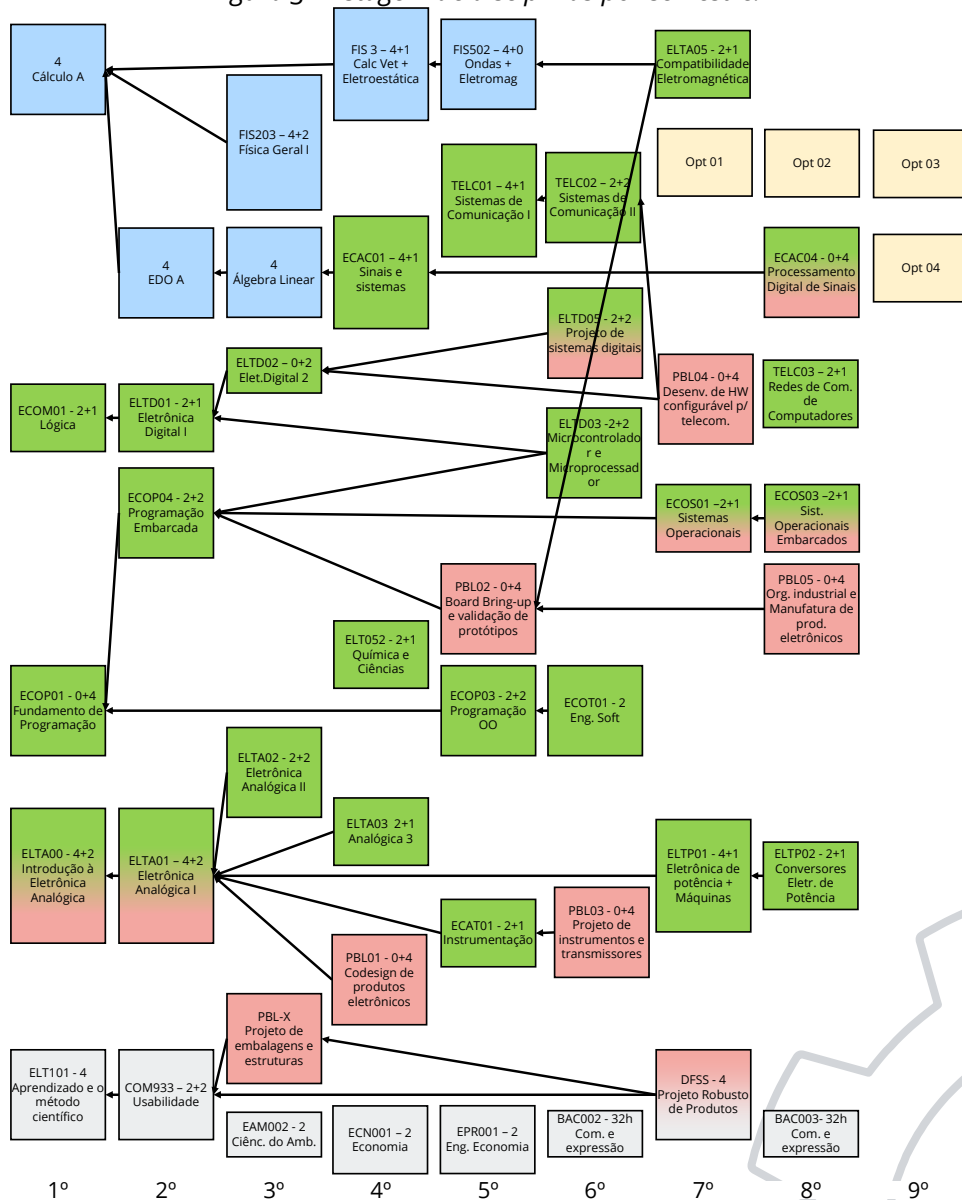 4
Cálculo A
FIS 3 – 4+1
Calc Vet +
Eletroestática
FIS502 – 4+0
Ondas +
Eletromag
ELTA05 - 2+1
Compatibilidade
Eletromagnética
FIS203 – 4+2
Física Geral I
TELC01 – 4+1
Sistemas de
Comunicação I
TELC02 – 2+2
Sistemas de
Comunicação II
Opt 01
Opt 02
Opt 03
4
EDO A
4
Álgebra Linear
ECAC01 – 4+1
Sinais e
sistemas
ECAC04 - 0+4
Processamento
Digital de Sinais
Opt 04
ELTD05 - 2+2
Projeto de
sistemas digitais
ELTD02 – 0+2
Elet.Digital 2
PBL04 - 0+4
Desenv. de HW
configurável p/
telecom.
TELC03 – 2+1
Redes de Com.
de
Computadores
ECOM01 - 2+1
Lógica
ELTD01 - 2+1
Eletrônica
Digital I
ELTD03 -2+2
Microcontrolado
r e
Microprocessad
or
ECOP04 - 2+2
Programação
Embarcada
ECOS01 –2+1
Sistemas
Operacionais
ECOS03 –2+1
Sist.
Operacionais
Embarcados
PBL02 - 0+4
Board Bring-up
e validação de
protótipos
PBL05 - 0+4
Org. industrial e
Manufatura de
prod.
eletrônicos
ELT052 - 2+1
Química e
Ciências
ECOP01 - 0+4
Fundamento de
Programação
ECOP03 - 2+2
Programação
OO
ECOT01 - 2
Eng. Soft
ELTA02 - 2+2
Eletrônica
Analógica II
ELTA03 2+1
Analógica 3
ELTA00 - 4+2
Introdução à
Eletrônica
Analógica
ELTA01 – 4+2
Eletrônica
Analógica I
ELTP01 - 4+1
Eletrônica de
potência +
Máquinas
ELTP02 - 2+1
Conversores
Eletr. de
Potência
ECAT01 - 2+1
Instrumentação
PBL03 - 0+4
Projeto de
instrumentos e
transmissores
PBL01 - 0+4
Codesign de
produtos
eletrônicos
PBL-X
Projeto de
embalagens e
estruturas
ELT101 - 4
Aprendizado e o
método
científico
COM933 – 2+2
Usabilidade
DFSS - 4
Projeto Robusto
de Produtos
EAM002 - 2
Ciênc. do Amb.
ECN001 – 2
Economia
EPR001 – 2
Eng. Economia
BAC002 - 32h
Com. e
expressão
BAC003- 32h
Com. e
expressão
1º 2º 3º 4º 5º 6º 7º 8º 9º